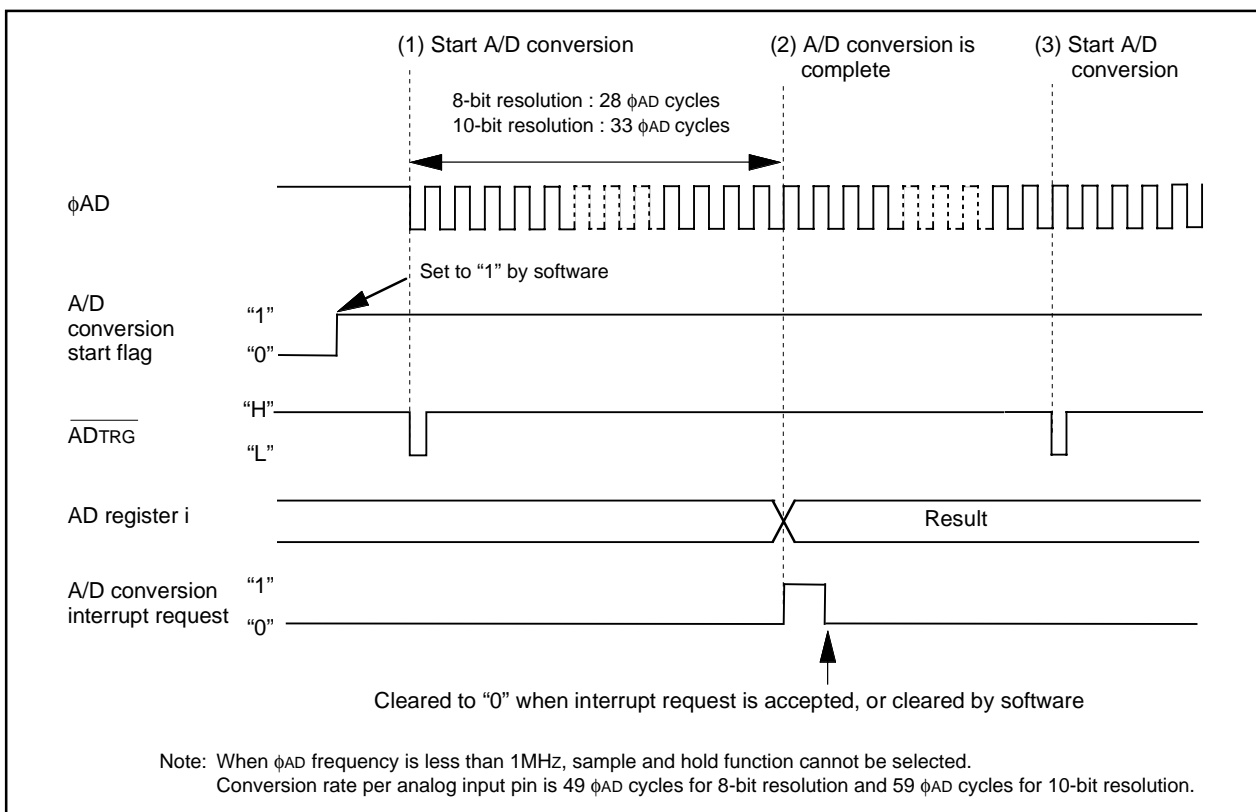 (1) Start A/D conversion
(2) A/D conversion is
complete
(3) Start A/D
conversion
8-bit resolution : 28 ϕAD cycles
10-bit resolution : 33 ϕAD cycles
ϕAD
Set to “1” by software
A/D
conversion
start flag
“1”
“0”
“H”
ADTRG
“L”
AD register i
Result
A/D conversion
interrupt request
“1”
“0”
Cleared to “0” when interrupt request is accepted, or cleared by software
Note: When ϕAD frequency is less than 1MHZ, sample and hold function cannot be selected.
Conversion rate per analog input pin is 49 ϕAD cycles for 8-bit resolution and 59 ϕAD cycles for 10-bit resolution.